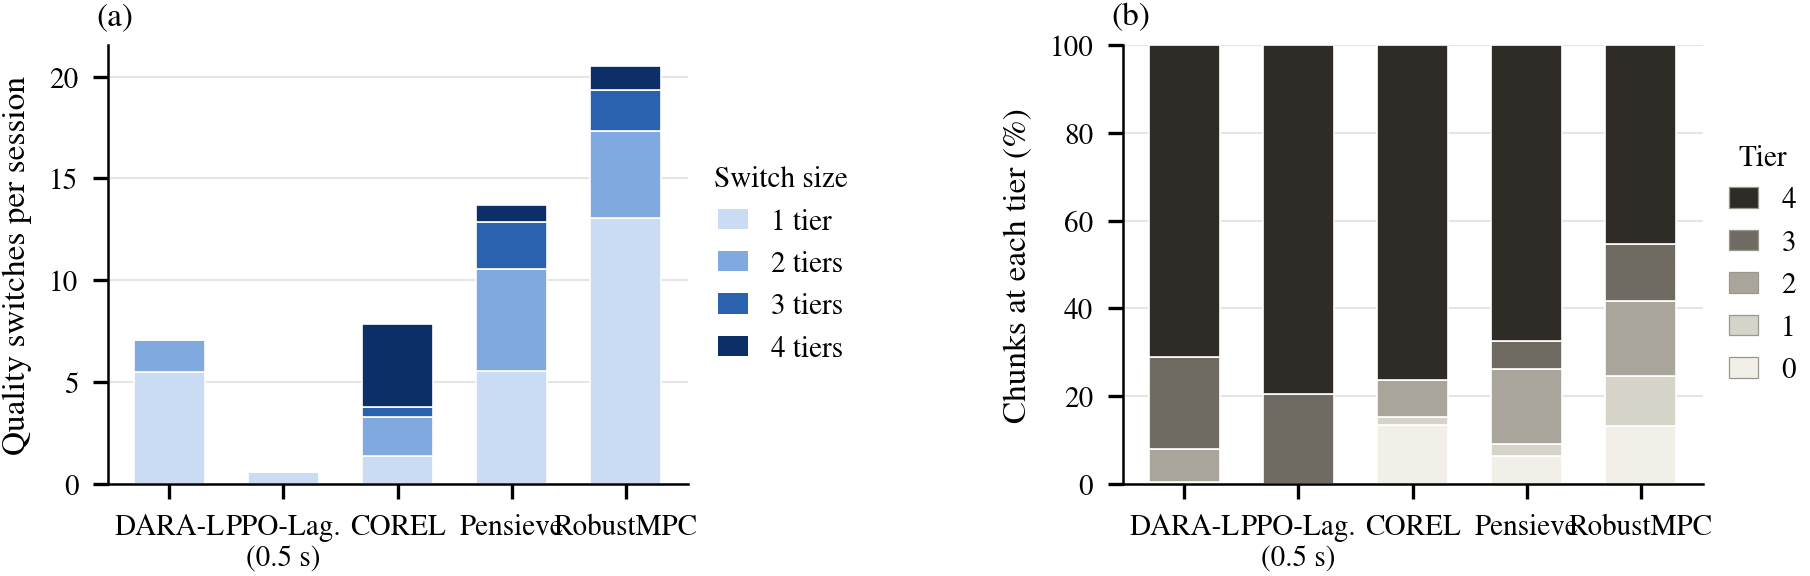 (a)
Quality switches per session
20
15
10
5
0
DARA-LP
PPO-Lag.
(0.5 s)
COREL
Pensieve
RobustMPC
Switch size
1 tier
2 tiers
3 tiers
4 tiers
(b)
Chunks at each tier (%)
100
80
60
40
20
0
DARA-LP
PPO-Lag.
(0.5 s)
COREL
Pensieve
RobustMPC
Tier
4
3
2
1
0